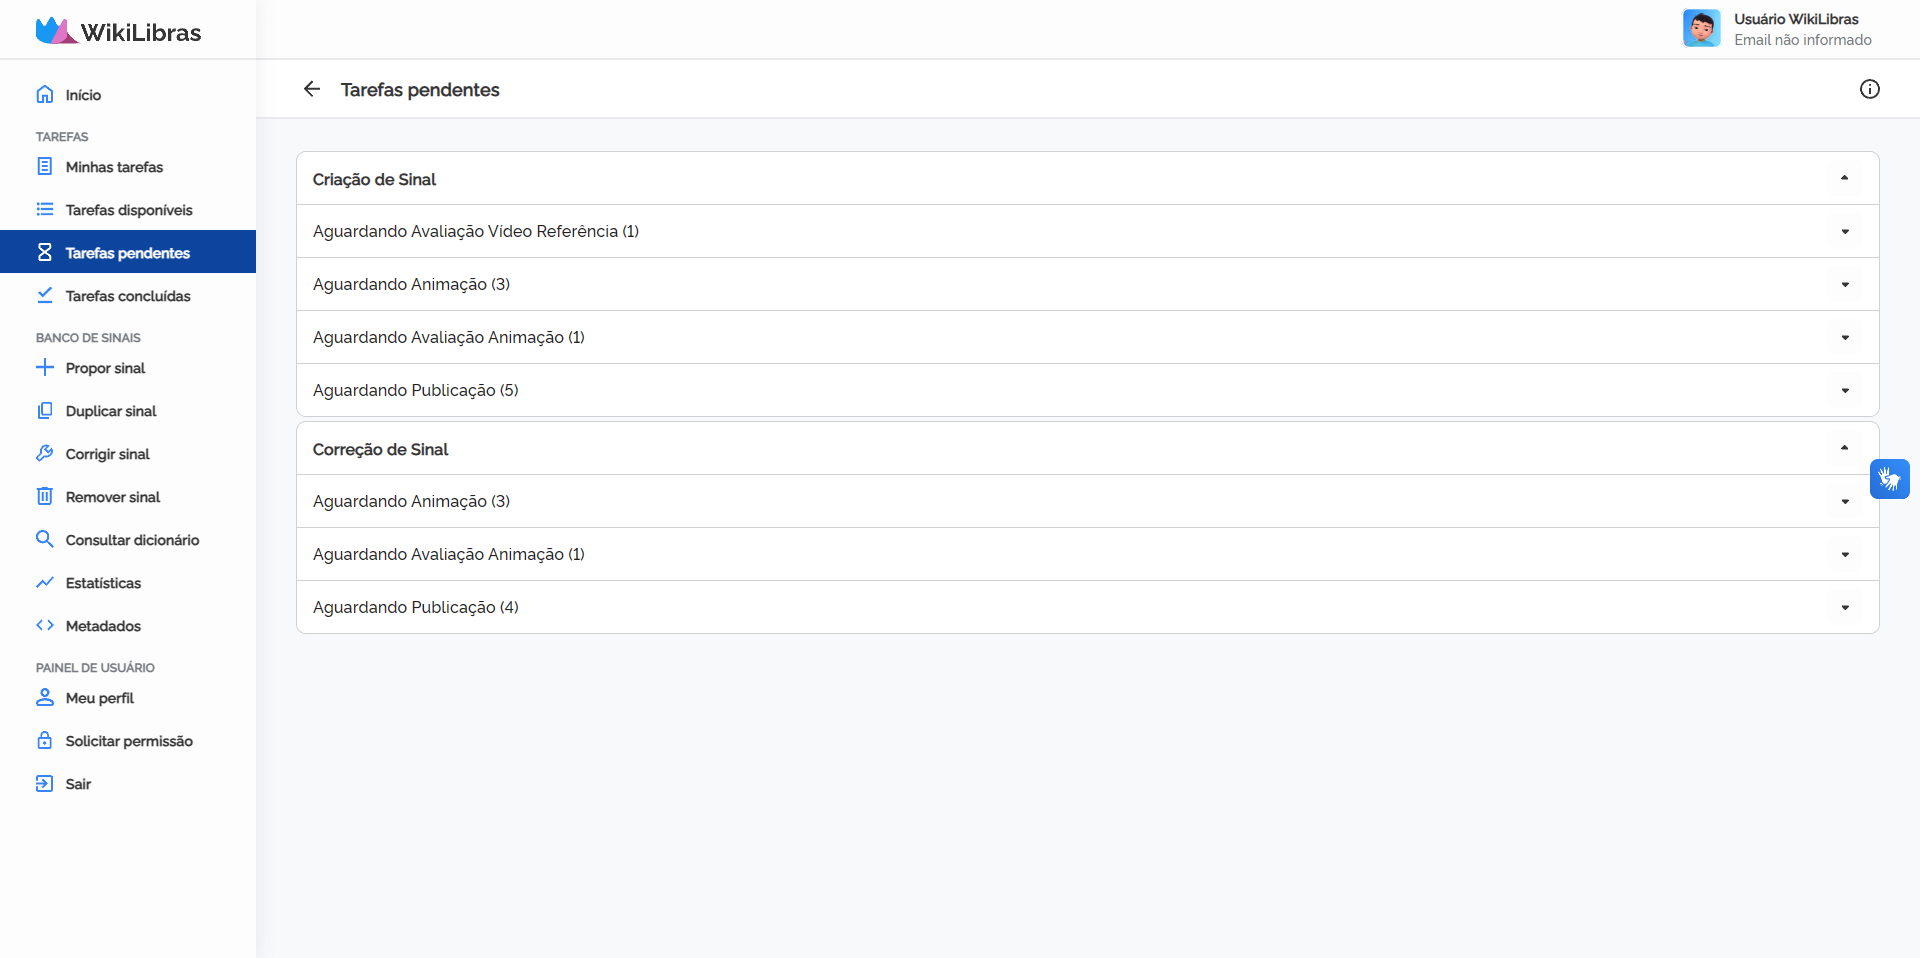 WikiLibras
Usuário WikiLibras
Email não informado
Início
TAREFAS
Minhas tarefas
Tarefas disponíveis
Tarefas pendentes
Tarefas concluídas
BANCO DE SINAIS
Propor sinal
Duplicar sinal
Corrigir sinal
Remover sinal
Consultar dicionário
Estatísticas
Metadados
PAINEL DE USUÁRIO
Meu perfil
Solicitar permissão
Sair
Tarefas pendentes
Criação de Sinal
Aguardando Avaliação Vídeo Referência (1)
Aguardando Animação (3)
Aguardando Avaliação Animação (1)
Aguardando Publicação (5)
Correção de Sinal
Aguardando Animação (3)
Aguardando Avaliação Animação (1)
Aguardando Publicação (4)